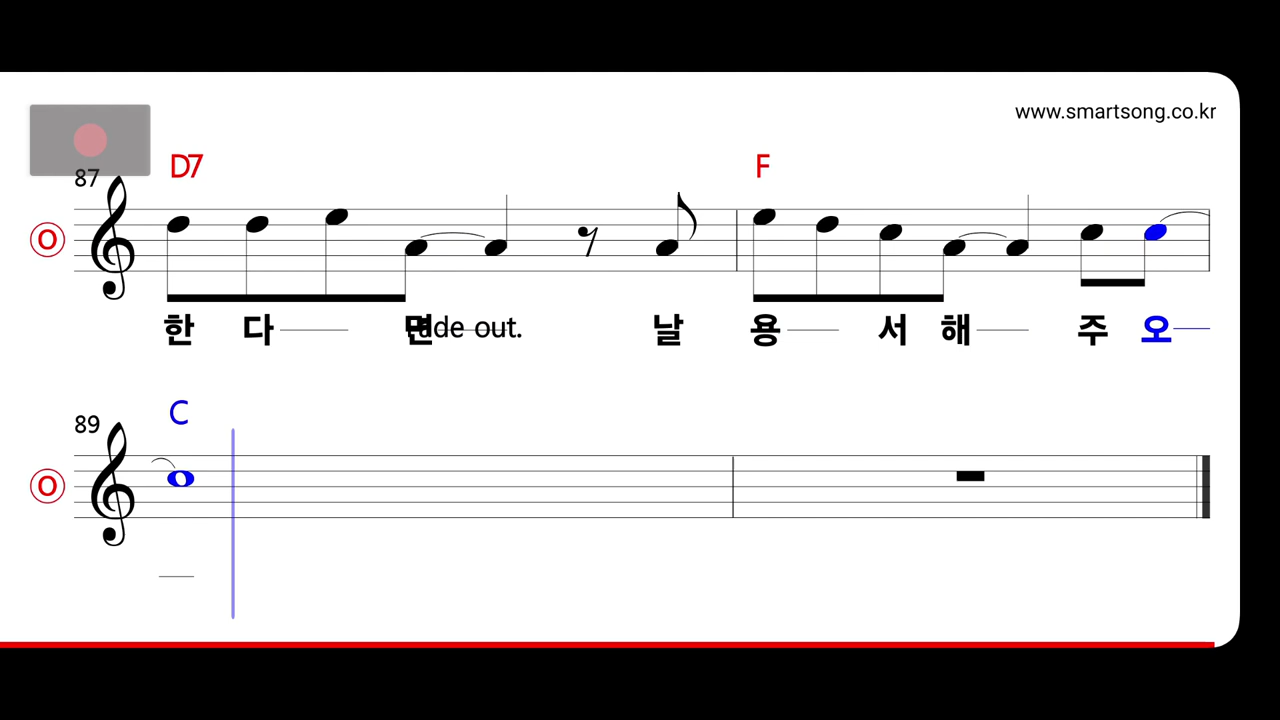 www.smartsong.co.kr
87 D7 F
O
한 다 면 날 용 서 해 주 오
fade out.
89 C
O